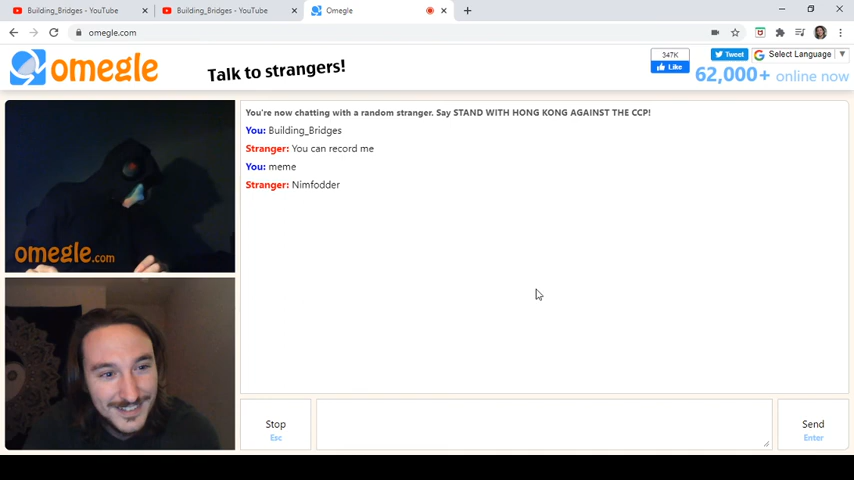 Building_Bridges - YouTube
Building_Bridges - YouTube
Omegle
omegle.com
omegle
Talk to strangers!
347K
Like
Tweet
Select Language
62,000+ online now
You're now chatting with a random stranger. Say STAND WITH HONG KONG AGAINST THE CCP!
You: Building_Bridges
Stranger: You can record me
You: meme
Stranger: Nimfodder
omegle.com
Stop
Esc
Send
Enter